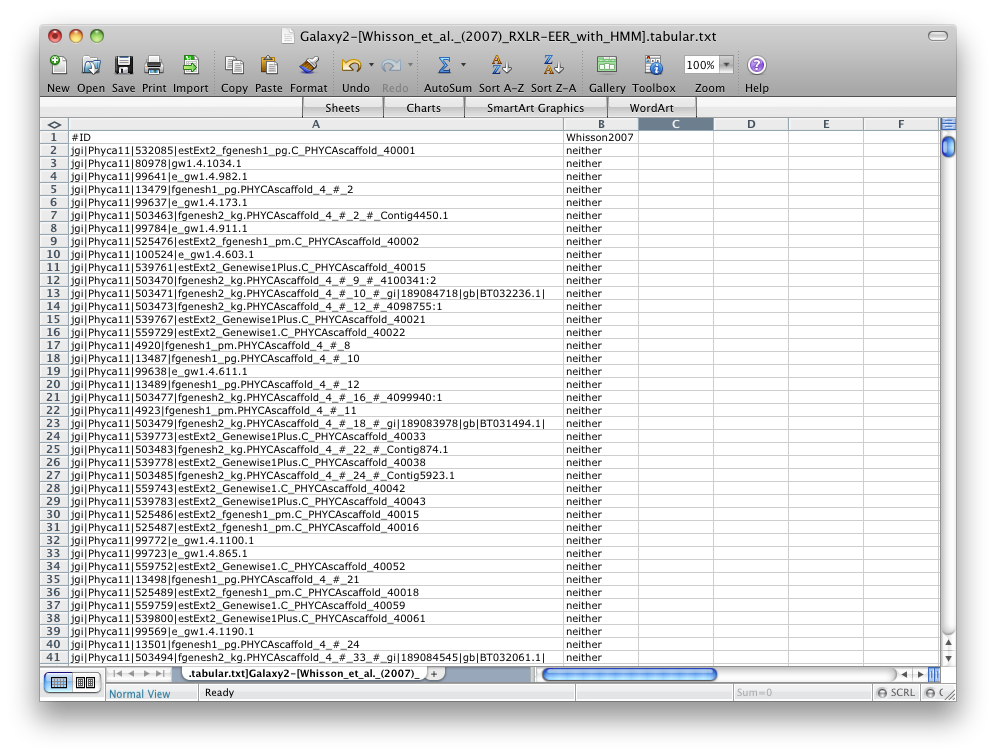 Galaxy2-[Whisson_et_al._(2007)_RXLR-EER_with_HMM].tabular.txt
New Open Save Print Import Copy Paste Format Undo Redo AutoSum Sort A-Z Sort Z-A Gallery Toolbox 100% Zoom Help
Sheets Charts SmartArt Graphics WordArt
A B C D E F
1 #ID Whisson2007
2 jgi|Phyca11|532085|estExt2_fgenesh1_pg.C_PHYCAscaffold_40001 neither
3 jgi|Phyca11|80978|gw1.4.1034.1 neither
4 jgi|Phyca11|99641|e_gw1.4.982.1 neither
5 jgi|Phyca11|13479|fgenesh1_pg.PHYCAscaffold_4_#_2 neither
6 jgi|Phyca11|99637|e_gw1.4.173.1 neither
7 jgi|Phyca11|503463|fgenesh2_kg.PHYCAscaffold_4_#_2_#_Contig4450.1 neither
8 jgi|Phyca11|99784|e_gw1.4.911.1 neither
9 jgi|Phyca11|525476|estExt2_fgenesh1_pm.C_PHYCAscaffold_40002 neither
10 jgi|Phyca11|100524|e_gw1.4.603.1 neither
11 jgi|Phyca11|539761|estExt2_Genewise1Plus.C_PHYCAscaffold_40015 neither
12 jgi|Phyca11|503470|fgenesh2_kg.PHYCAscaffold_4_#_9_#_4100341:2 neither
13 jgi|Phyca11|503471|fgenesh2_kg.PHYCAscaffold_4_#_10_#_gi|189084718|gb|BT032236.1| neither
14 jgi|Phyca11|503473|fgenesh2_kg.PHYCAscaffold_4_#_12_#_4098755:1 neither
15 jgi|Phyca11|539767|estExt2_Genewise1Plus.C_PHYCAscaffold_40021 neither
16 jgi|Phyca11|559729|estExt2_Genewise1.C_PHYCAscaffold_40022 neither
17 jgi|Phyca11|4920|fgenesh1_pm.PHYCAscaffold_4_#_8 neither
18 jgi|Phyca11|13487|fgenesh1_pg.PHYCAscaffold_4_#_10 neither
19 jgi|Phyca11|99638|e_gw1.4.611.1 neither
20 jgi|Phyca11|13489|fgenesh1_pg.PHYCAscaffold_4_#_12 neither
21 jgi|Phyca11|503477|fgenesh2_kg.PHYCAscaffold_4_#_16_#_4099940:1 neither
22 jgi|Phyca11|4923|fgenesh1_pm.PHYCAscaffold_4_#_11 neither
23 jgi|Phyca11|503479|fgenesh2_kg.PHYCAscaffold_4_#_18_#_gi|189083978|gb|BT031494.1| neither
24 jgi|Phyca11|539773|estExt2_Genewise1Plus.C_PHYCAscaffold_40033 neither
25 jgi|Phyca11|503483|fgenesh2_kg.PHYCAscaffold_4_#_22_#_Contig874.1 neither
26 jgi|Phyca11|539778|estExt2_Genewise1Plus.C_PHYCAscaffold_40038 neither
27 jgi|Phyca11|503485|fgenesh2_kg.PHYCAscaffold_4_#_24_#_Contig5923.1 neither
28 jgi|Phyca11|559743|estExt2_Genewise1.C_PHYCAscaffold_40042 neither
29 jgi|Phyca11|539783|estExt2_Genewise1Plus.C_PHYCAscaffold_40043 neither
30 jgi|Phyca11|525486|estExt2_fgenesh1_pm.C_PHYCAscaffold_40015 neither
31 jgi|Phyca11|525487|estExt2_fgenesh1_pm.C_PHYCAscaffold_40016 neither
32 jgi|Phyca11|99772|e_gw1.4.1100.1 neither
33 jgi|Phyca11|99723|e_gw1.4.865.1 neither
34 jgi|Phyca11|559752|estExt2_Genewise1.C_PHYCAscaffold_40052 neither
35 jgi|Phyca11|13498|fgenesh1_pg.PHYCAscaffold_4_#_21 neither
36 jgi|Phyca11|525489|estExt2_fgenesh1_pm.C_PHYCAscaffold_40018 neither
37 jgi|Phyca11|559759|estExt2_Genewise1.C_PHYCAscaffold_40059 neither
38 jgi|Phyca11|539800|estExt2_Genewise1Plus.C_PHYCAscaffold_40061 neither
39 jgi|Phyca11|99569|e_gw1.4.1190.1 neither
40 jgi|Phyca11|13501|fgenesh1_pg.PHYCAscaffold_4_#_24 neither
41 jgi|Phyca11|503494|fgenesh2_kg.PHYCAscaffold_4_#_33_#_gi|189084545|gb|BT032061.1| neither
.tabular.txt]Galaxy2-[Whisson_et_al._(2007)_ +
Normal View Ready Sum=0 SCRL